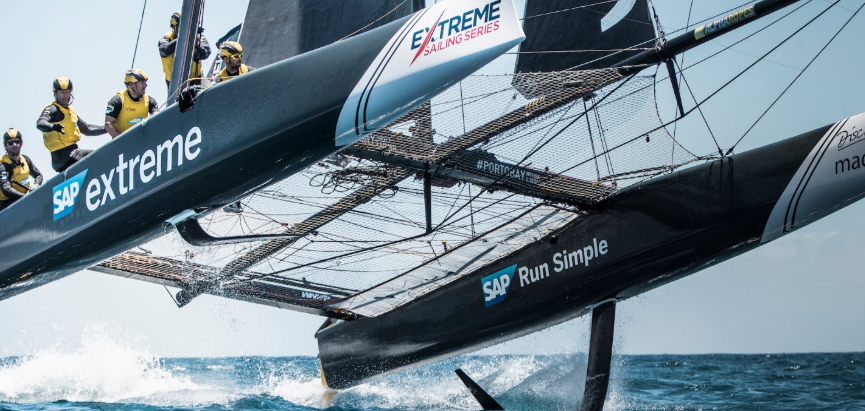 EXTREME
SAILING SERIES
SAP extreme
#PORTOBAY
SAP Run Simple